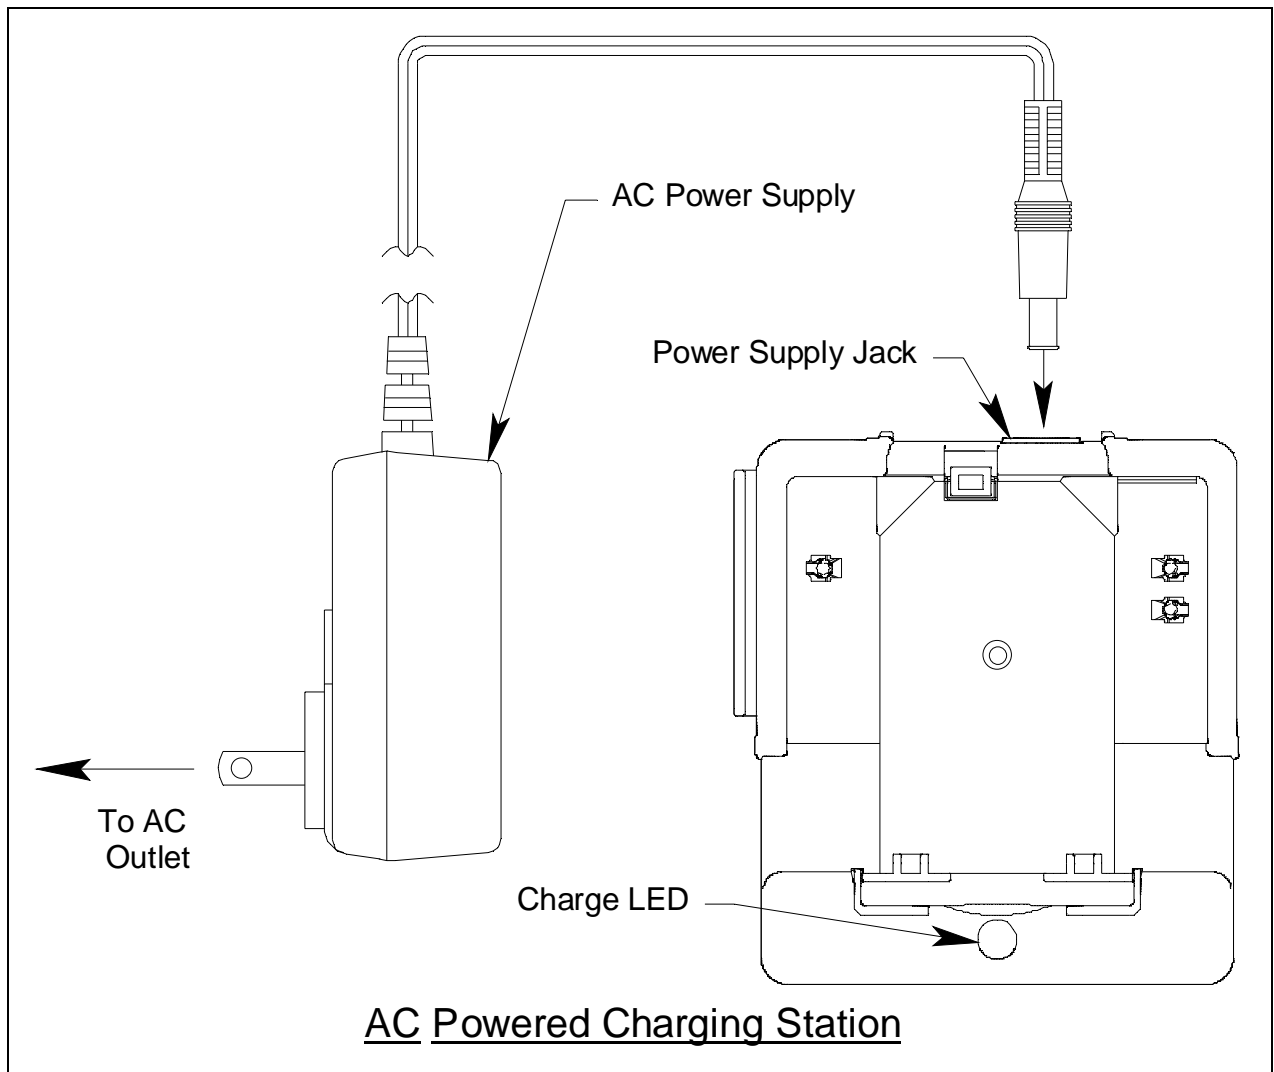 AC Power Supply
Power Supply Jack
To AC
Outlet
Charge LED
AC Powered Charging Station